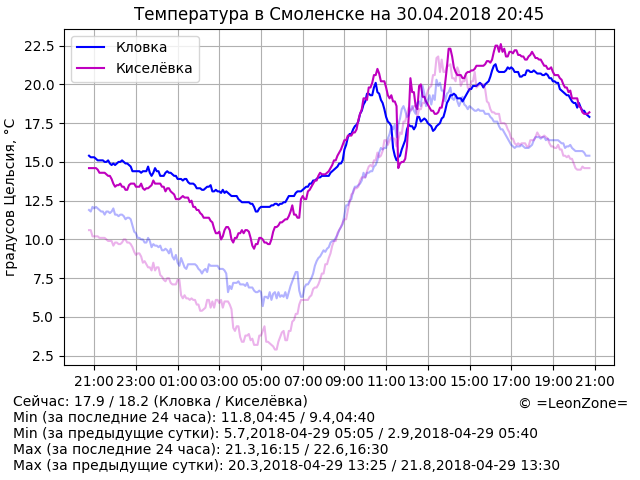 Температура в Смоленске на 30.04.2018 20:45
Кловка
Киселёвка
градусов Цельсия, °C
22.5
20.0
17.5
15.0
12.5
10.0
7.5
5.0
2.5
21:00 23:00 01:00 03:00 05:00 07:00 09:00 11:00 13:00 15:00 17:00 19:00 21:00
Сейчас: 17.9 / 18.2 (Кловка / Киселёвка)
© =LeonZone=
Min (за последние 24 часа): 11.8,04:45 / 9.4,04:40
Min (за предыдущие сутки): 5.7,2018-04-29 05:05 / 2.9,2018-04-29 05:40
Max (за последние 24 часа): 21.3,16:15 / 22.6,16:30
Max (за предыдущие сутки): 20.3,2018-04-29 13:25 / 21.8,2018-04-29 13:30